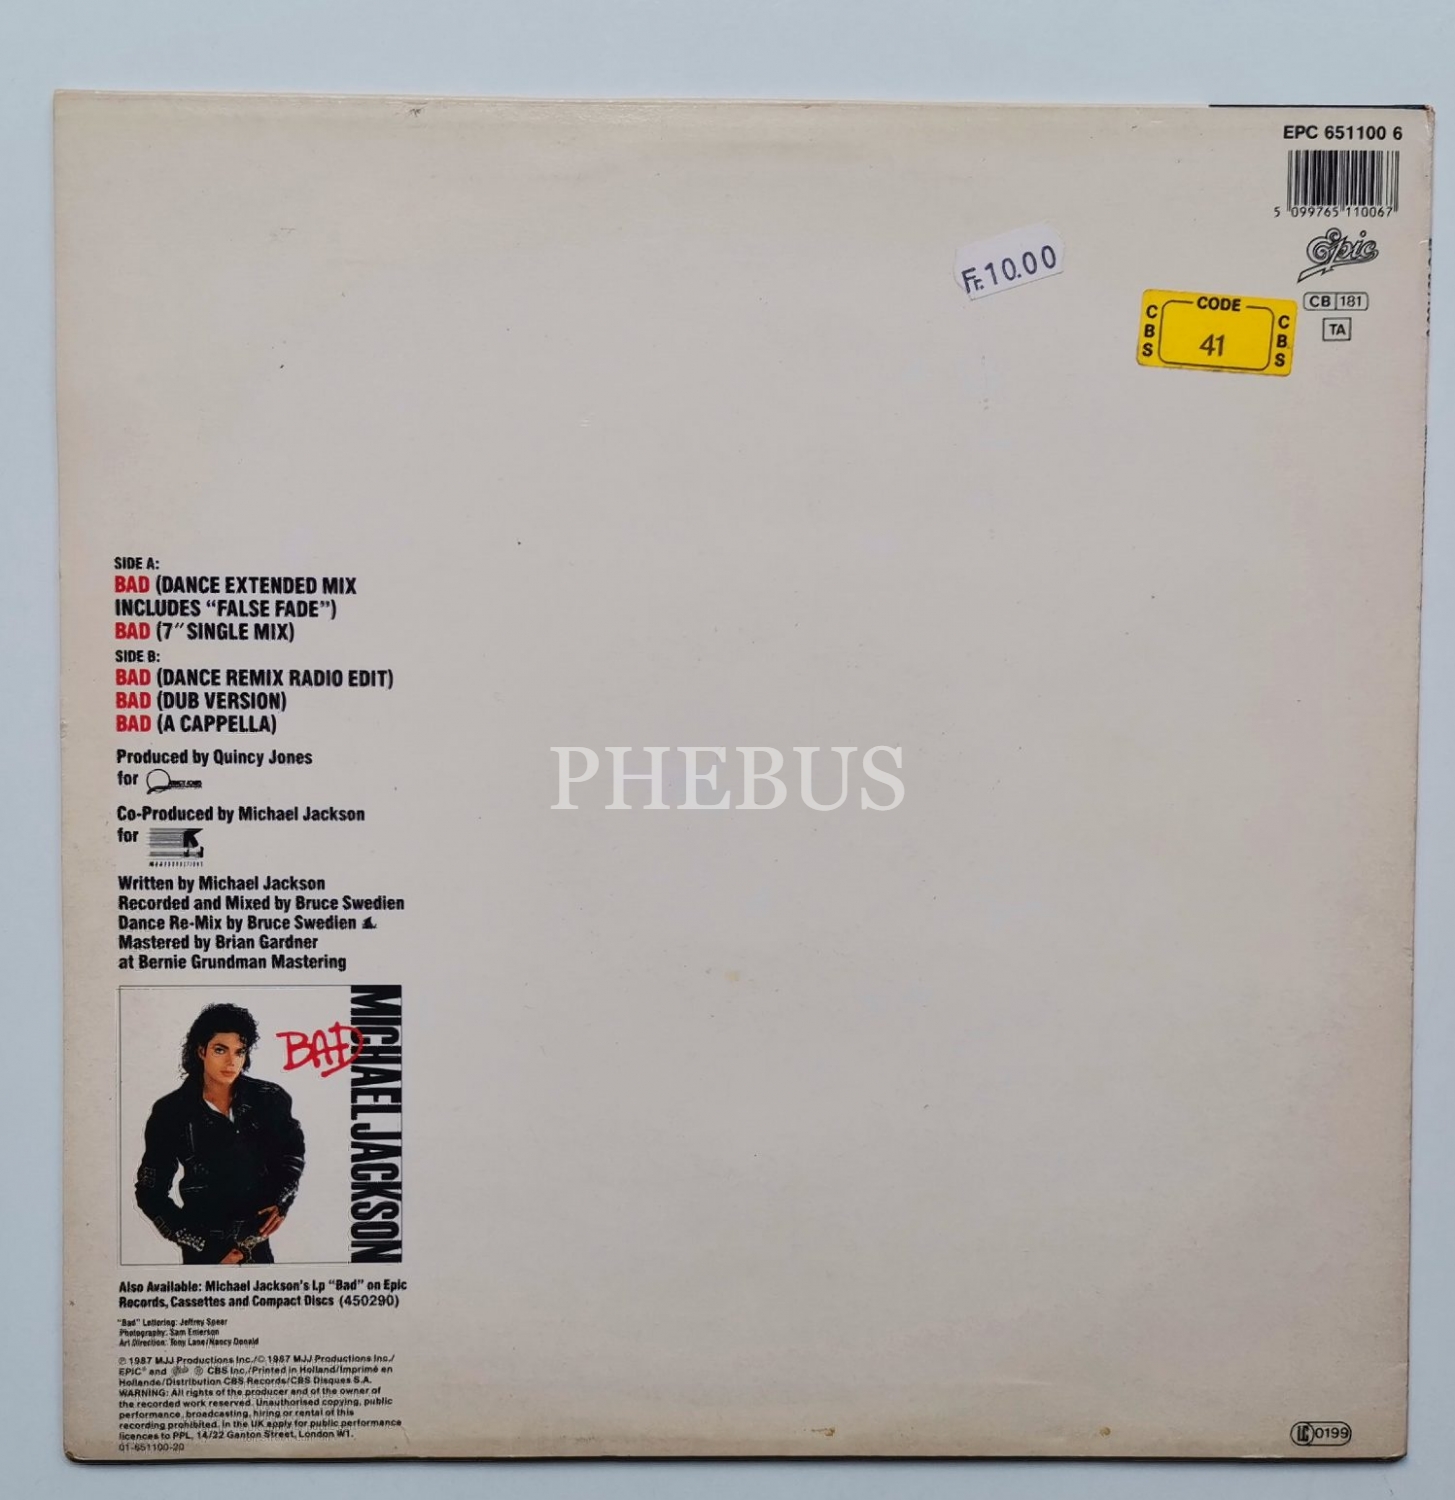 EPC 651100 6
5 099765 110067
Epic
Fr.10.00
CODE
CBS
41
CBS
CB 181
TA
SIDE A:
BAD (DANCE EXTENDED MIX
INCLUDES “FALSE FADE”)
BAD (7″ SINGLE MIX)
SIDE B:
BAD (DANCE REMIX RADIO EDIT)
BAD (DUB VERSION)
BAD (A CAPPELLA)
Produced by Quincy Jones
for
Co-Produced by Michael Jackson
for
MJJ PRODUCTIONS
Written by Michael Jackson
Recorded and Mixed by Bruce Swedien
Dance Re-Mix by Bruce Swedien
Mastered by Brian Gardner
at Bernie Grundman Mastering
PHEBUS
BAD
MICHAEL JACKSON
Also Available: Michael Jackson's Lp “Bad” on Epic
Records, Cassettes and Compact Discs (450290)
“Bad” Lettering: Jeffrey Spear
Photography: Sam Emerson
Art Direction: Tony Lane/Nancy Donald
℗ 1987 MJJ Productions Inc./© 1987 MJJ Productions Inc./
EPIC® and Epic ® CBS Inc./Printed in Holland/Imprimé en
Hollande/Distribution CBS Records/CBS Disques S.A.
WARNING: All rights of the producer and of the owner of
the recorded work reserved. Unauthorised copying, public
performance, broadcasting, hiring or rental of this
recording prohibited. In the UK apply for public performance
licences to PPL, 14/22 Ganton Street, London W1.
01-651100-20
LC 0199